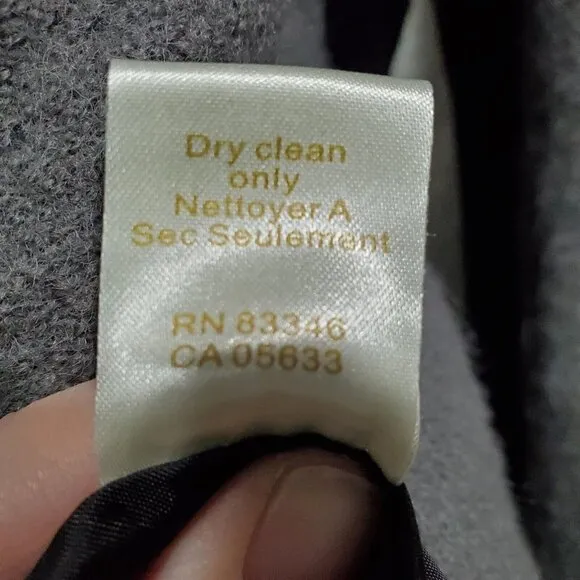 Dry clean
only
Nettoyer A
Sec Seulement
RN 83346
CA 05633